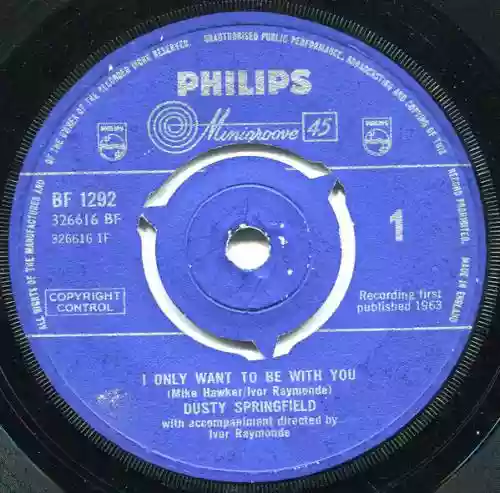 ALL RIGHTS OF THE MANUFACTURER AND OF THE OWNER OF THE RECORDED WORK RESERVED. UNAUTHORISED PUBLIC PERFORMANCE, BROADCASTING AND COPYING OF THIS RECORD PROHIBITED. MADE IN ENGLAND
PHILIPS
PHILIPS
Minigroove 45
PHILIPS
BF 1292
326616 BF
326616 1F
1
COPYRIGHT
CONTROL
Recording first
published 1963
I ONLY WANT TO BE WITH YOU
(Mike Hawker/Ivor Raymonde)
DUSTY SPRINGFIELD
with accompaniment directed by
Ivor Raymonde